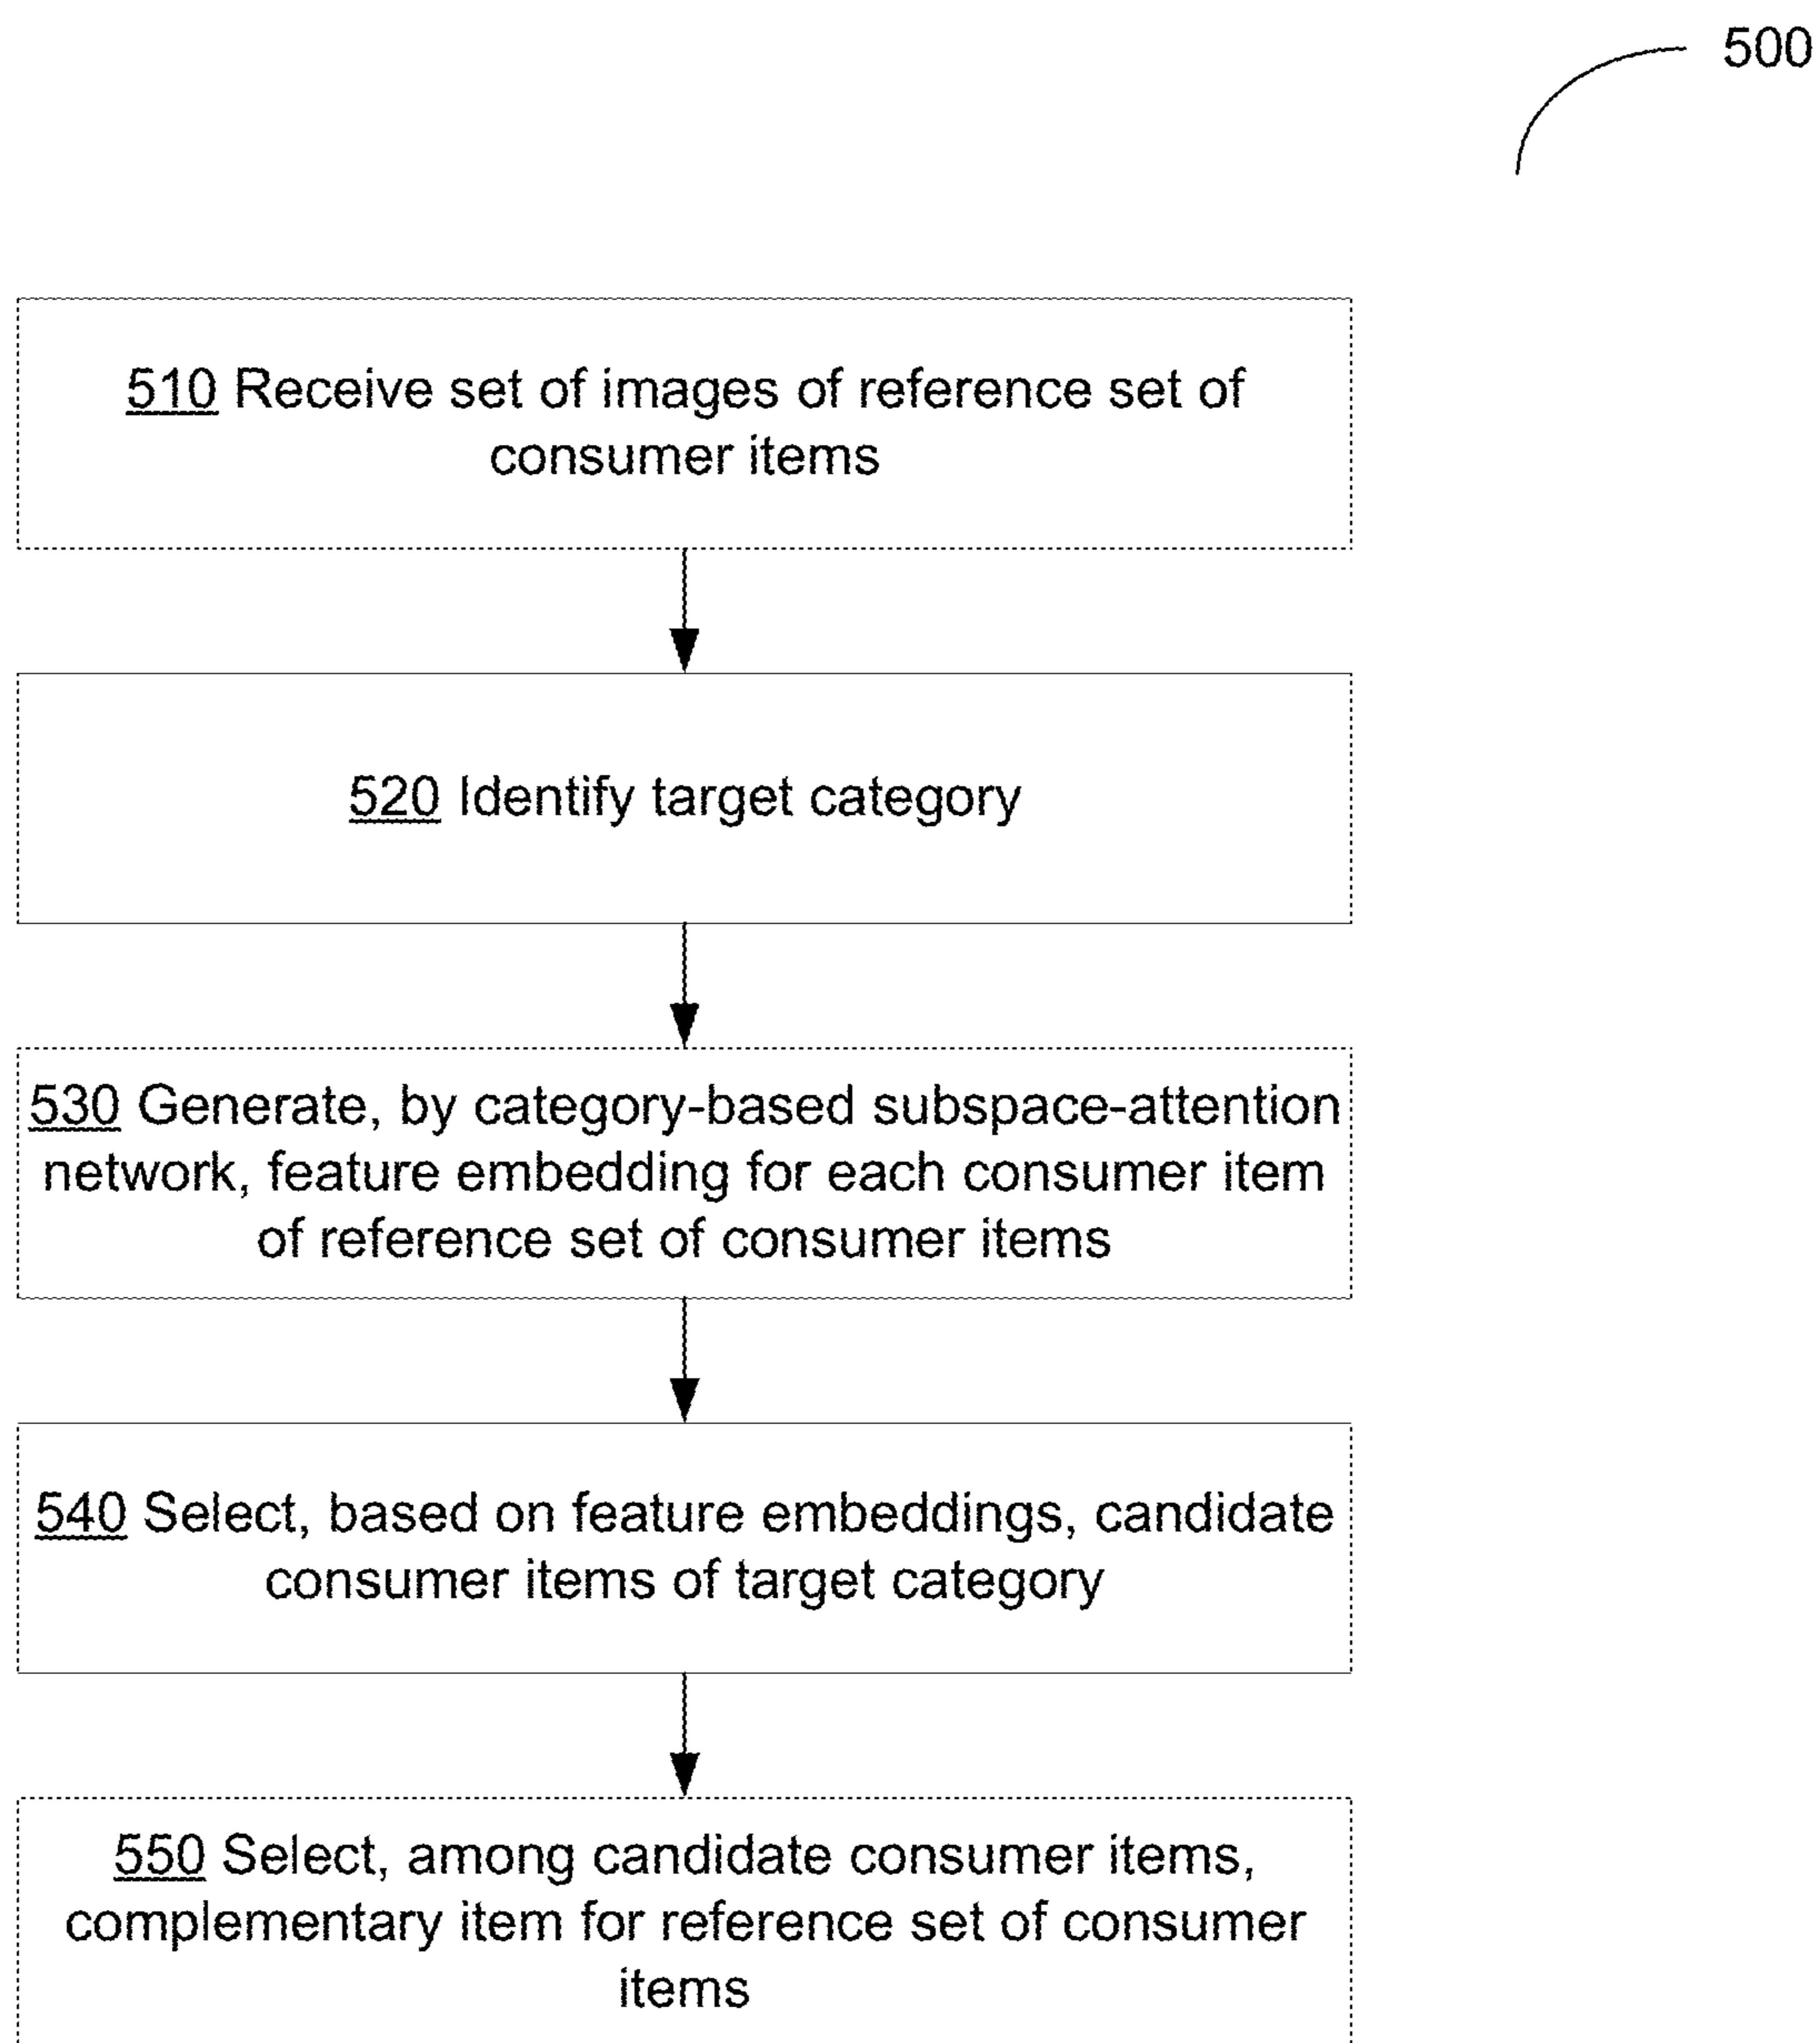 500
510 Receive set of images of reference set of
consumer items
520 Identify target category
530 Generate, by category-based subspace-attention
network, feature embedding for each consumer item
of reference set of consumer items
540 Select, based on feature embeddings, candidate
consumer items of target category
550 Select, among candidate consumer items,
complementary item for reference set of consumer
items